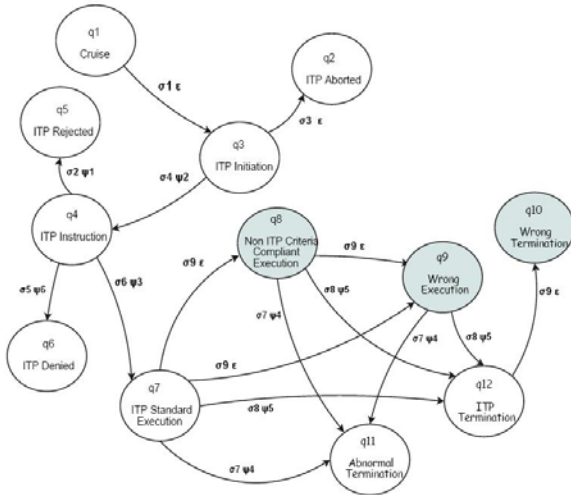 q1
Cruise
q2
ITP Aborted
q5
ITP Rejected
σ1 ε
σ3 ε
q3
ITP Initiation
σ2 ψ1
σ4 ψ2
q4
ITP Instruction
q8
Non ITP Criteria
Compliant
Execution
q10
Wrong
Termination
σ9 ε
q9
Wrong
Execution
σ9 ε
σ6 ψ3
σ9 ε
σ5 ψ6
σ8 ψ5
σ7 ψ4
σ7 ψ4
σ8 ψ5
q6
ITP Denied
σ9 ε
q7
ITP Standard
Execution
q12
ITP
Termination
σ8 ψ5
q11
Abnormal
Termination
σ7 ψ4